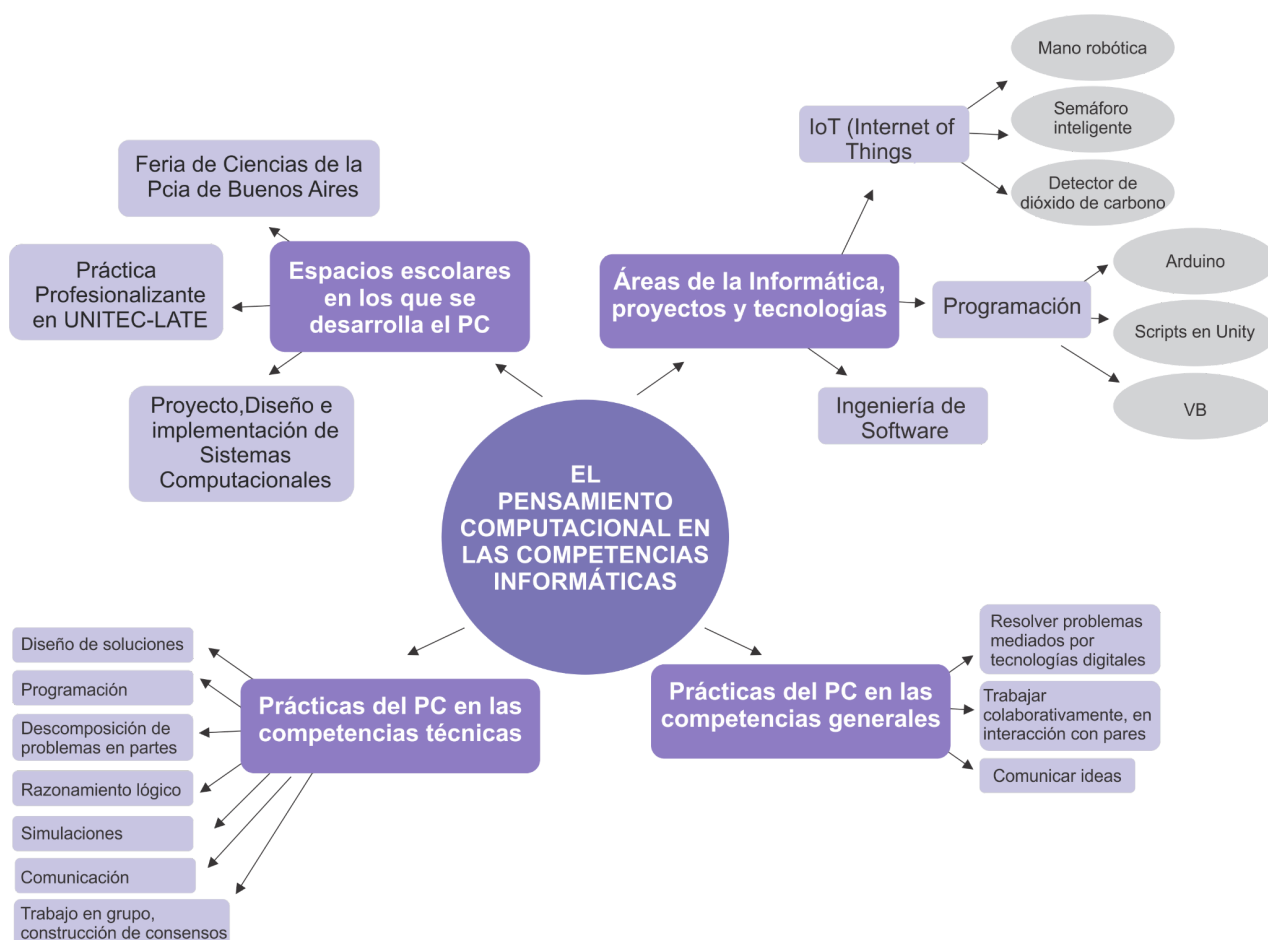 Feria de Ciencias de la
Pcia de Buenos Aires
Práctica
Profesionalizante
en UNITEC-LATE
Espacios escolares
en los que se
desarrolla el PC
Proyecto,Diseño e
implementación de
Sistemas
Computacionales
Áreas de la Informática,
proyectos y tecnologías
IoT (Internet of
Things
Mano robótica
Semáforo
inteligente
Detector de
dióxido de carbono
Programación
Arduino
Scripts en Unity
VB
Ingeniería de
Software
EL
PENSAMIENTO
COMPUTACIONAL EN
LAS COMPETENCIAS
INFORMÁTICAS
Prácticas del PC en las
competencias técnicas
Diseño de soluciones
Programación
Descomposición de
problemas en partes
Razonamiento lógico
Simulaciones
Comunicación
Trabajo en grupo,
construcción de consensos
Prácticas del PC en las
competencias generales
Resolver problemas
mediados por
tecnologías digitales
Trabajar
colaborativamente, en
interacción con pares
Comunicar ideas